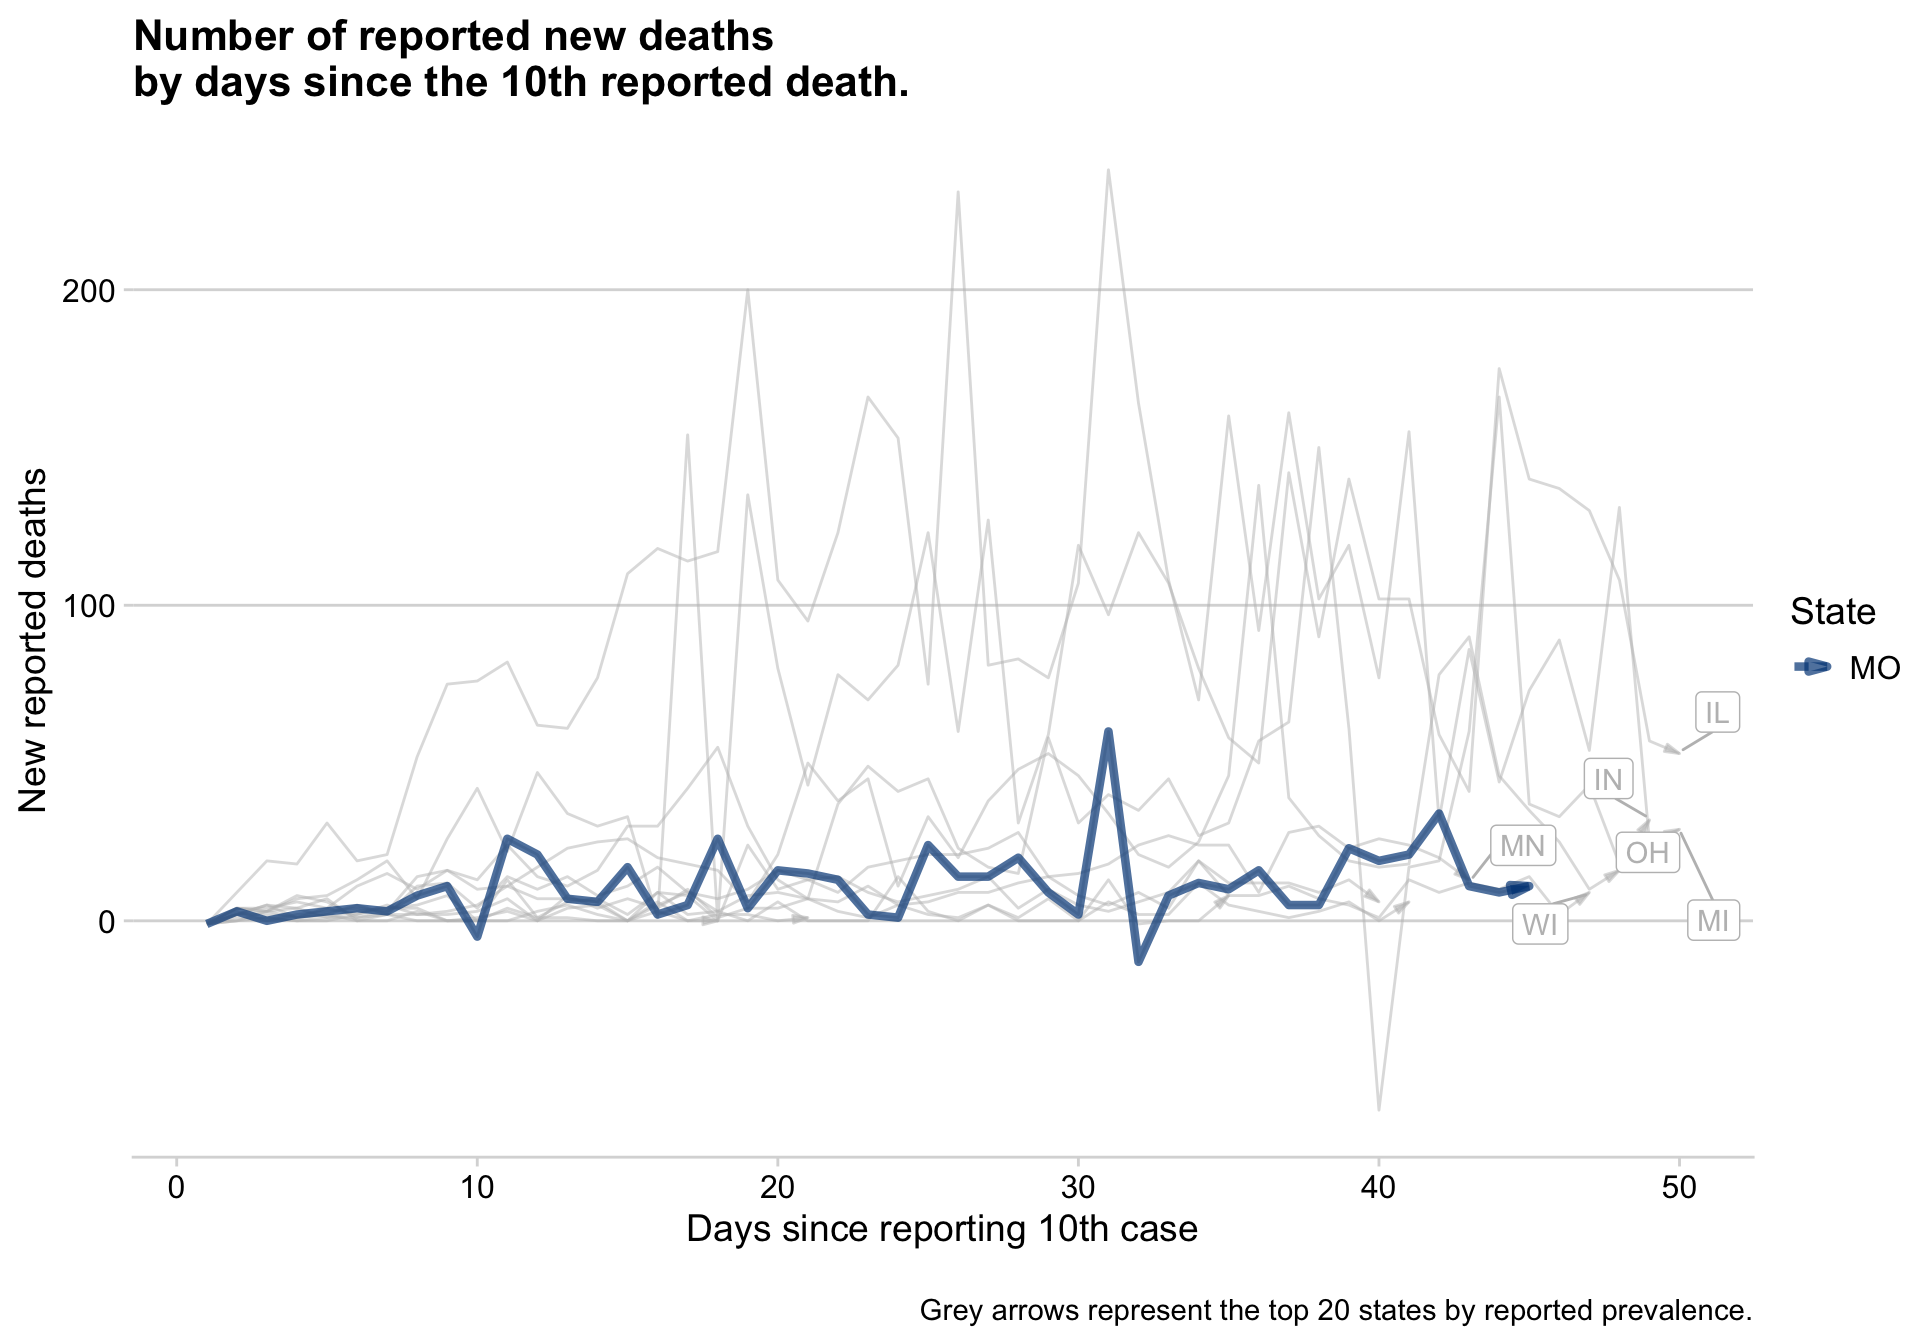 Number of reported new deaths
by days since the 10th reported death.
New reported deaths
200
100
0
0
10
20
30
40
50
Days since reporting 10th case
IL
IN
MN
OH
WI
MI
State
MO
Grey arrows represent the top 20 states by reported prevalence.